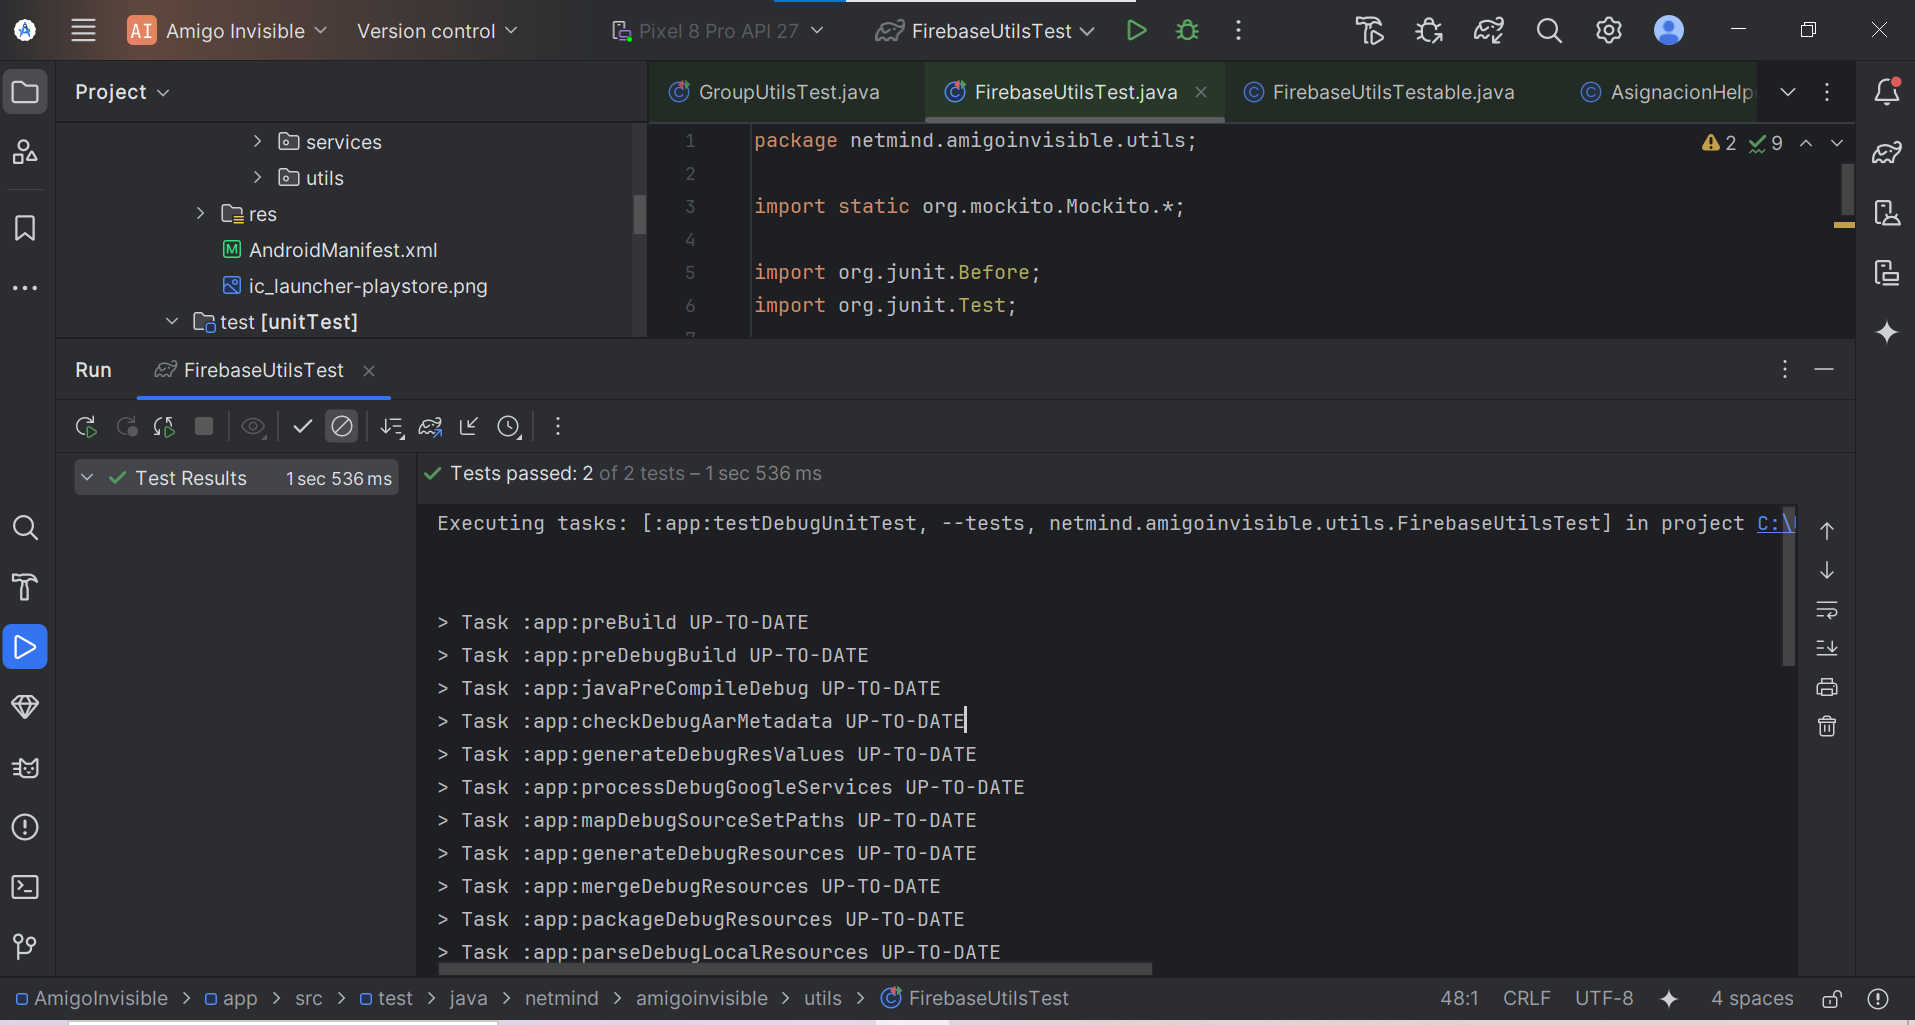 AI Amigo Invisible Version control Pixel 8 Pro API 27 FirebaseUtilsTest
Project
GroupUtilsTest.java FirebaseUtilsTest.java FirebaseUtilsTestable.java AsignacionHelp
services
utils
res
AndroidManifest.xml
ic_launcher-playstore.png
test [unitTest]
1 package netmind.amigoinvisible.utils;
2
3 import static org.mockito.Mockito.*;
4
5 import org.junit.Before;
6 import org.junit.Test;
2 9
Run FirebaseUtilsTest
Test Results 1 sec 536 ms
Tests passed: 2 of 2 tests – 1 sec 536 ms
Executing tasks: [:app:testDebugUnitTest, --tests, netmind.amigoinvisible.utils.FirebaseUtilsTest] in project C:\
> Task :app:preBuild UP-TO-DATE
> Task :app:preDebugBuild UP-TO-DATE
> Task :app:javaPreCompileDebug UP-TO-DATE
> Task :app:checkDebugAarMetadata UP-TO-DATE
> Task :app:generateDebugResValues UP-TO-DATE
> Task :app:processDebugGoogleServices UP-TO-DATE
> Task :app:mapDebugSourceSetPaths UP-TO-DATE
> Task :app:generateDebugResources UP-TO-DATE
> Task :app:mergeDebugResources UP-TO-DATE
> Task :app:packageDebugResources UP-TO-DATE
> Task :app:parseDebugLocalResources UP-TO-DATE
AmigoInvisible > app > src > test > java > netmind > amigoinvisible > utils > FirebaseUtilsTest 48:1 CRLF UTF-8 4 spaces